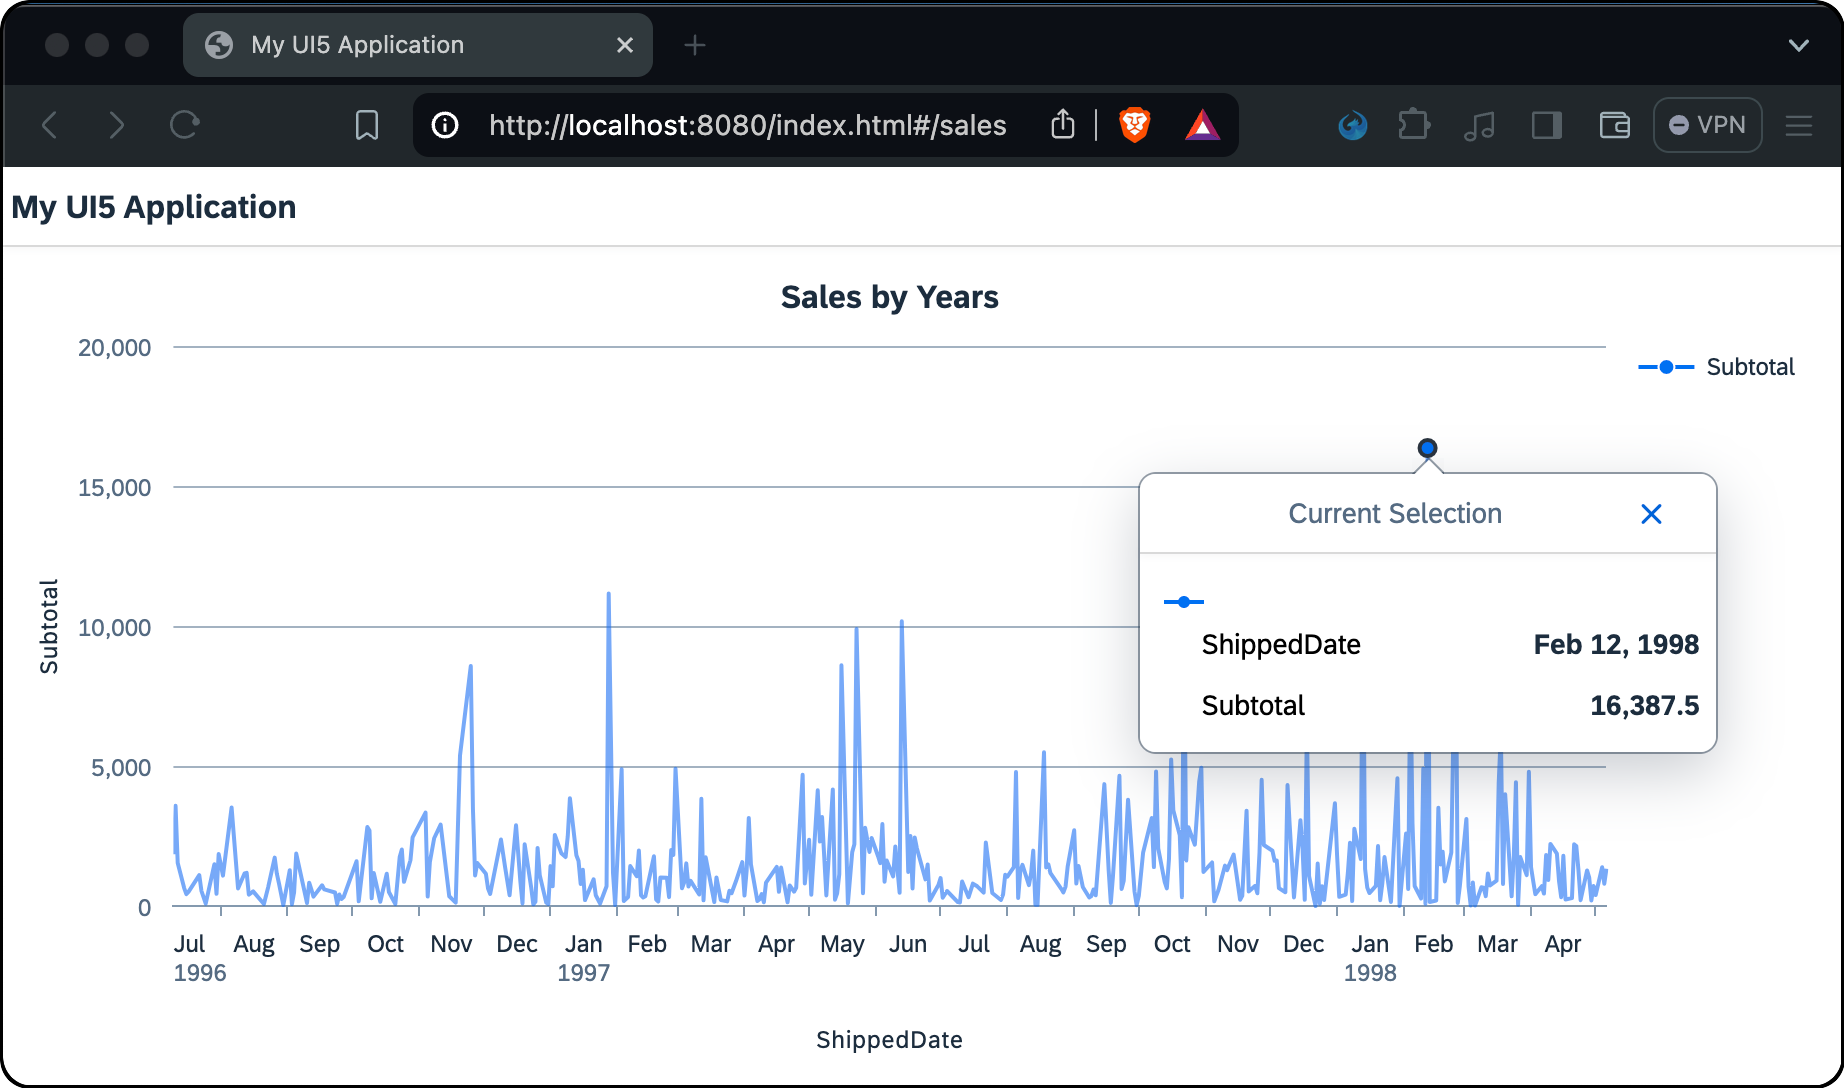 My UI5 Application
http://localhost:8080/index.html#/sales
VPN
My UI5 Application
Sales by Years
20,000
Subtotal
15,000
Current Selection
Subtotal
10,000
ShippedDate Feb 12, 1998
Subtotal 16,387.5
5,000
0
Jul Aug Sep Oct Nov Dec Jan Feb Mar Apr May Jun Jul Aug Sep Oct Nov Dec Jan Feb Mar Apr
1996 1997 1998
ShippedDate